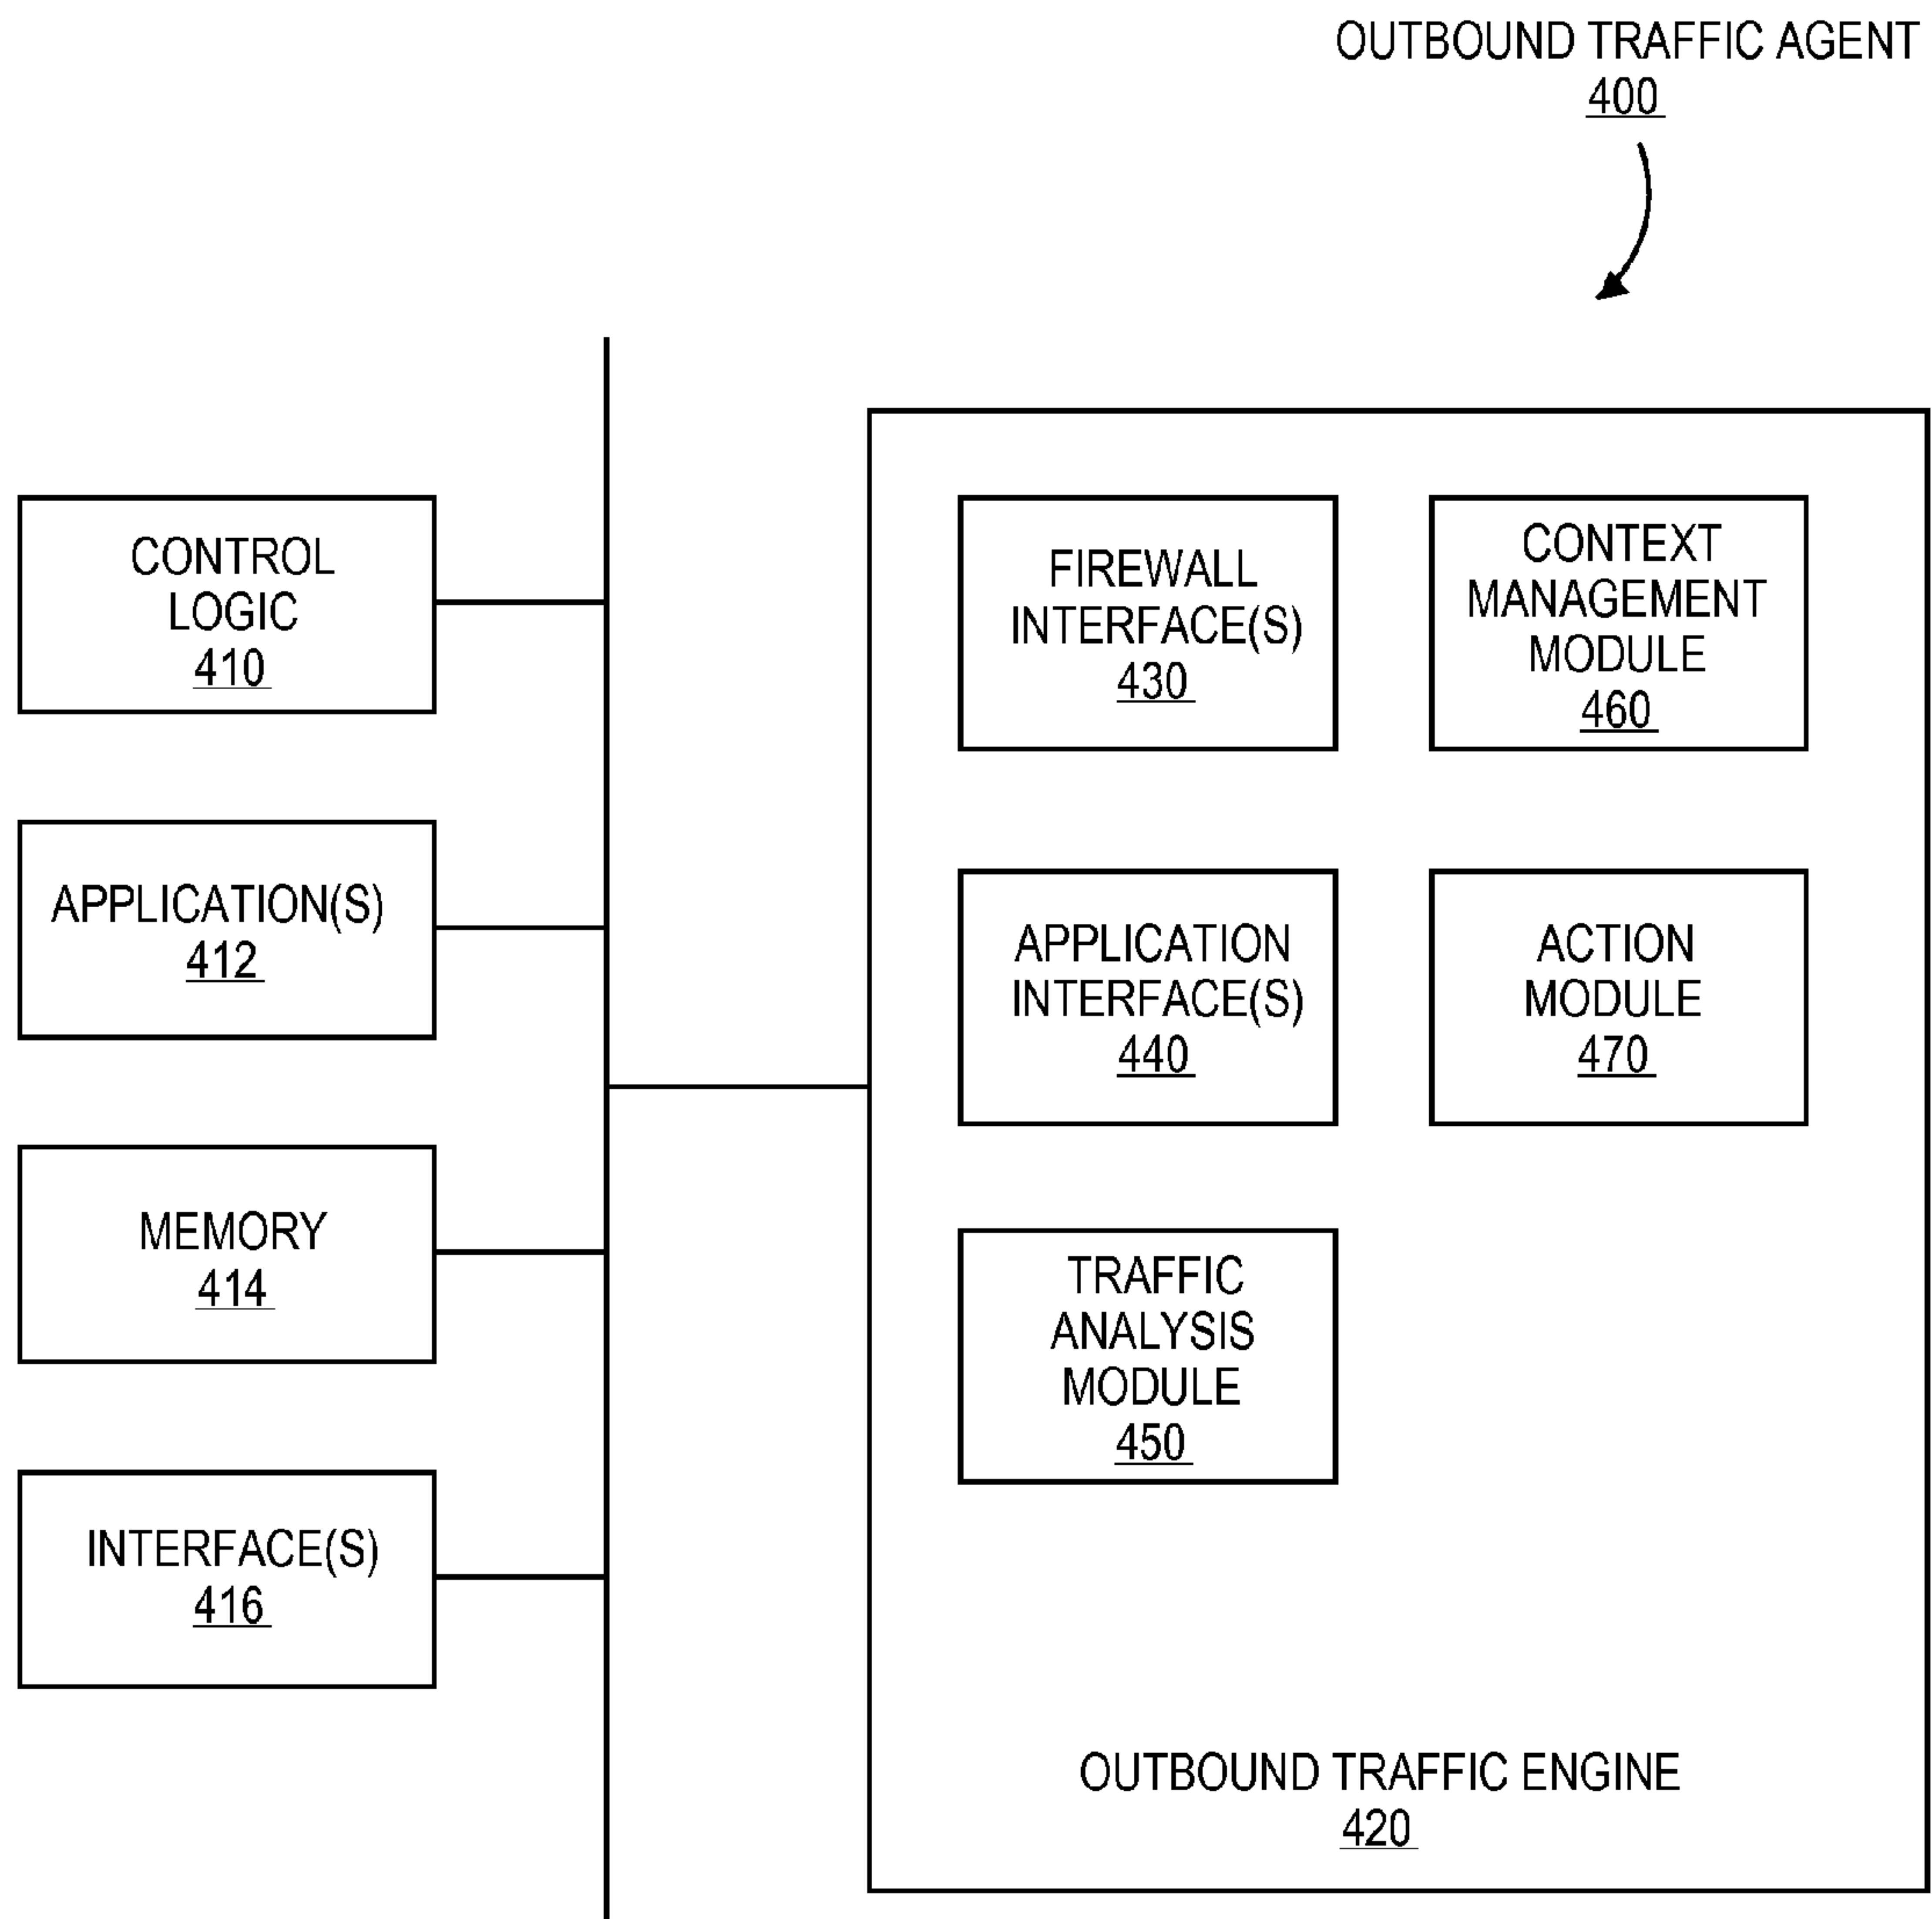 OUTBOUND TRAFFIC AGENT
400
CONTROL
LOGIC
410
APPLICATION(S)
412
MEMORY
414
INTERFACE(S)
416
FIREWALL
INTERFACE(S)
430
CONTEXT
MANAGEMENT
MODULE
460
APPLICATION
INTERFACE(S)
440
ACTION
MODULE
470
TRAFFIC
ANALYSIS
MODULE
450
OUTBOUND TRAFFIC ENGINE
420